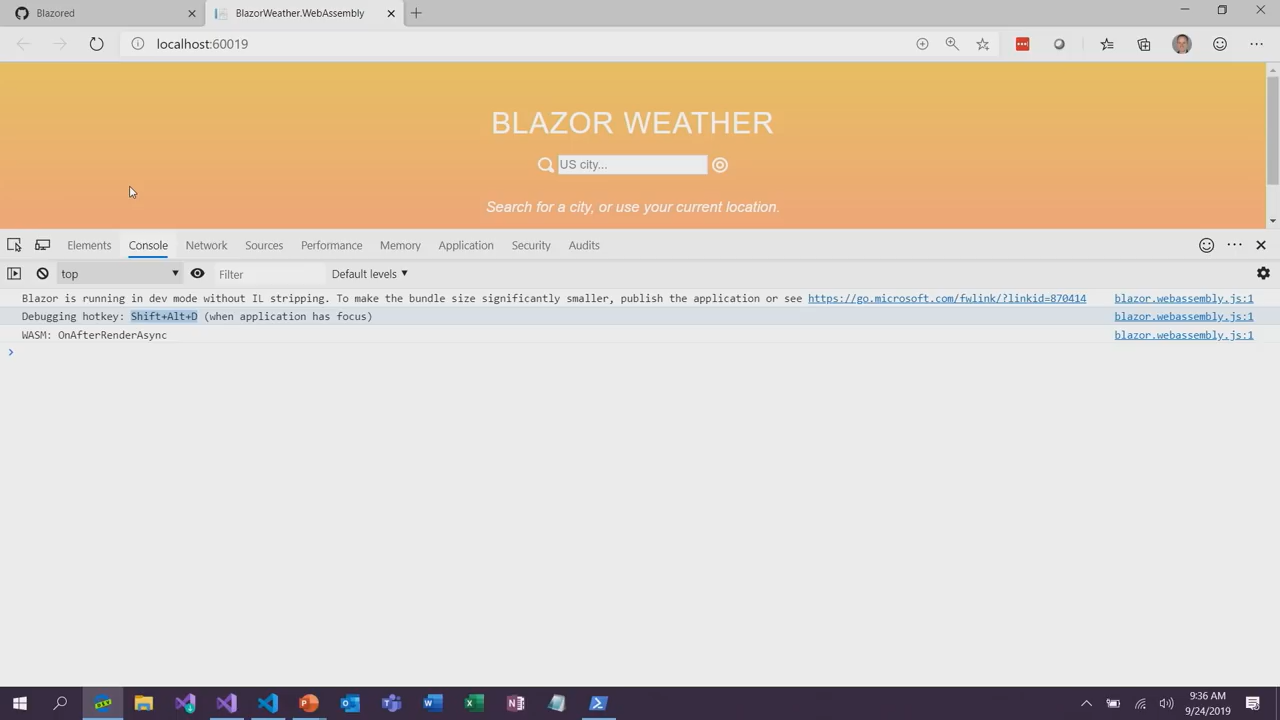 Blazored
BlazorWeather.WebAssembly
localhost:60019
BLAZOR WEATHER
US city...
Search for a city, or use your current location.
Elements Console Network Sources Performance Memory Application Security Audits
top Filter Default levels
Blazor is running in dev mode without IL stripping. To make the bundle size significantly smaller, publish the application or see https://go.microsoft.com/fwlink/?linkid=870414 blazor.webassembly.js:1
Debugging hotkey: Shift+Alt+D (when application has focus) blazor.webassembly.js:1
WASM: OnAfterRenderAsync blazor.webassembly.js:1
9:36 AM
9/24/2019